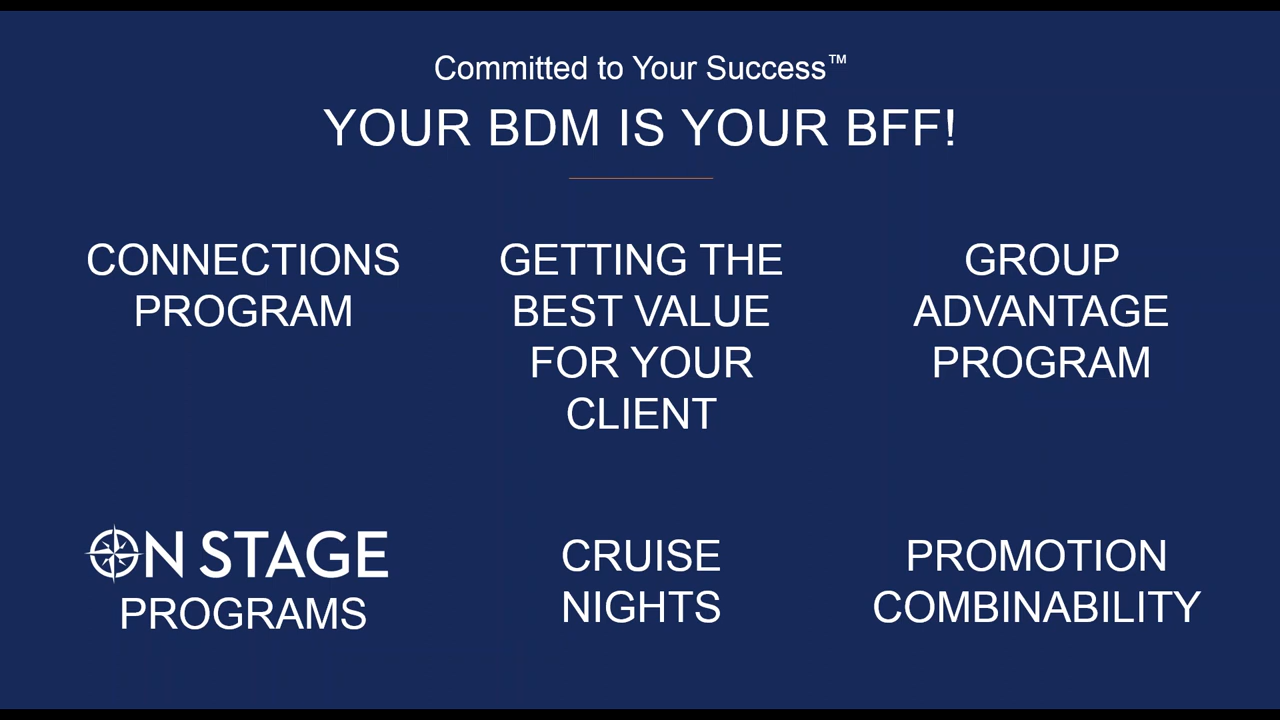 Committed to Your Success™
YOUR BDM IS YOUR BFF!
CONNECTIONS
PROGRAM
GETTING THE
BEST VALUE
FOR YOUR
CLIENT
GROUP
ADVANTAGE
PROGRAM
ON STAGE
PROGRAMS
CRUISE
NIGHTS
PROMOTION
COMBINABILITY